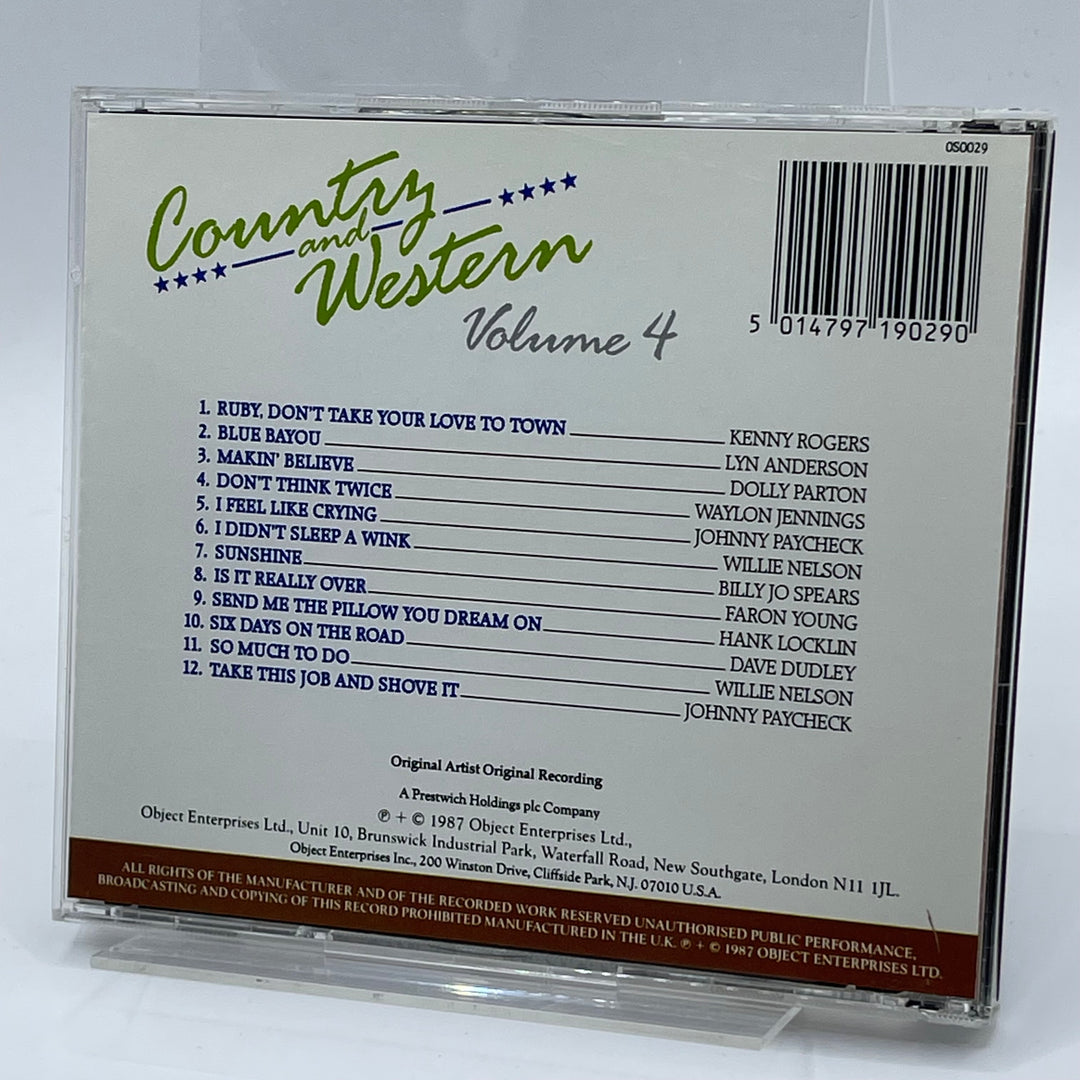 OS0029
Country
and
Western
Volume 4
5 014797 190290
1. RUBY, DON'T TAKE YOUR LOVE TO TOWN KENNY ROGERS
2. BLUE BAYOU LYN ANDERSON
3. MAKIN' BELIEVE DOLLY PARTON
4. DON'T THINK TWICE WAYLON JENNINGS
5. I FEEL LIKE CRYING JOHNNY PAYCHECK
6. I DIDN'T SLEEP A WINK WILLIE NELSON
7. SUNSHINE BILLY JO SPEARS
8. IS IT REALLY OVER FARON YOUNG
9. SEND ME THE PILLOW YOU DREAM ON HANK LOCKLIN
10. SIX DAYS ON THE ROAD DAVE DUDLEY
11. SO MUCH TO DO WILLIE NELSON
12. TAKE THIS JOB AND SHOVE IT JOHNNY PAYCHECK
Original Artist Original Recording
A Prestwich Holdings plc Company
℗ + © 1987 Object Enterprises Ltd.,
Object Enterprises Ltd., Unit 10, Brunswick Industrial Park, Waterfall Road, New Southgate, London N11 1JL.
Object Enterprises Inc., 200 Winston Drive, Cliffside Park, N.J. 07010 U.S.A.
ALL RIGHTS OF THE MANUFACTURER AND OF THE RECORDED WORK RESERVED UNAUTHORISED PUBLIC PERFORMANCE,
BROADCASTING AND COPYING OF THIS RECORD PROHIBITED MANUFACTURED IN THE U.K. ℗ + © 1987 OBJECT ENTERPRISES LTD.